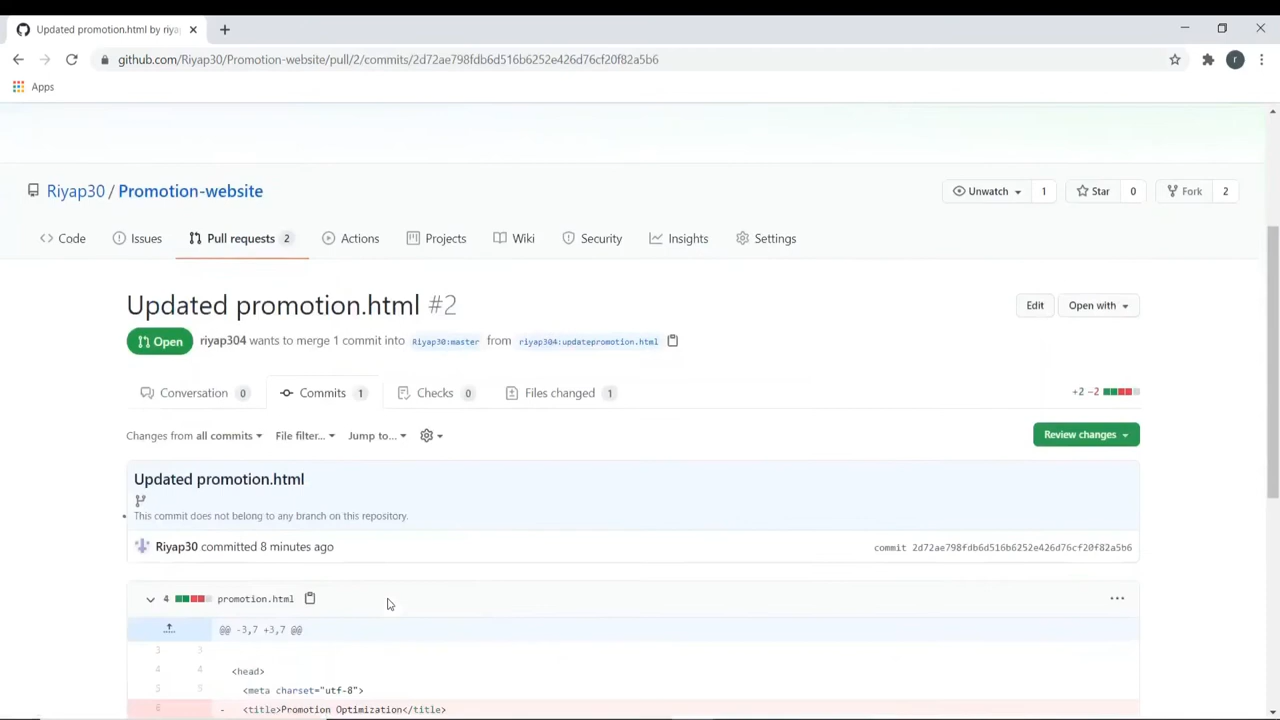 Updated promotion.html by riya
github.com/Riyap30/Promotion-website/pull/2/commits/2d72ae798fdb6d516b6252e426d76cf20f82a5b6
r
Apps
Riyap30 / Promotion-website
Unwatch 1 Star 0 Fork 2
Code Issues Pull requests 2 Actions Projects Wiki Security Insights Settings
Updated promotion.html #2
Edit Open with
Open riyap304 wants to merge 1 commit into Riyap30:master from riyap304:updatepromotion.html
Conversation 0 Commits 1 Checks 0 Files changed 1
+2 −2
Changes from all commits File filter... Jump to...
Review changes
Updated promotion.html
This commit does not belong to any branch on this repository.
Riyap30 committed 8 minutes ago
commit 2d72ae798fdb6d516b6252e426d76cf20f82a5b6
4 promotion.html
@@ -3,7 +3,7 @@
3 3
4 4 <head>
5 5 <meta charset="utf-8">
6 - <title>Promotion Optimization</title>